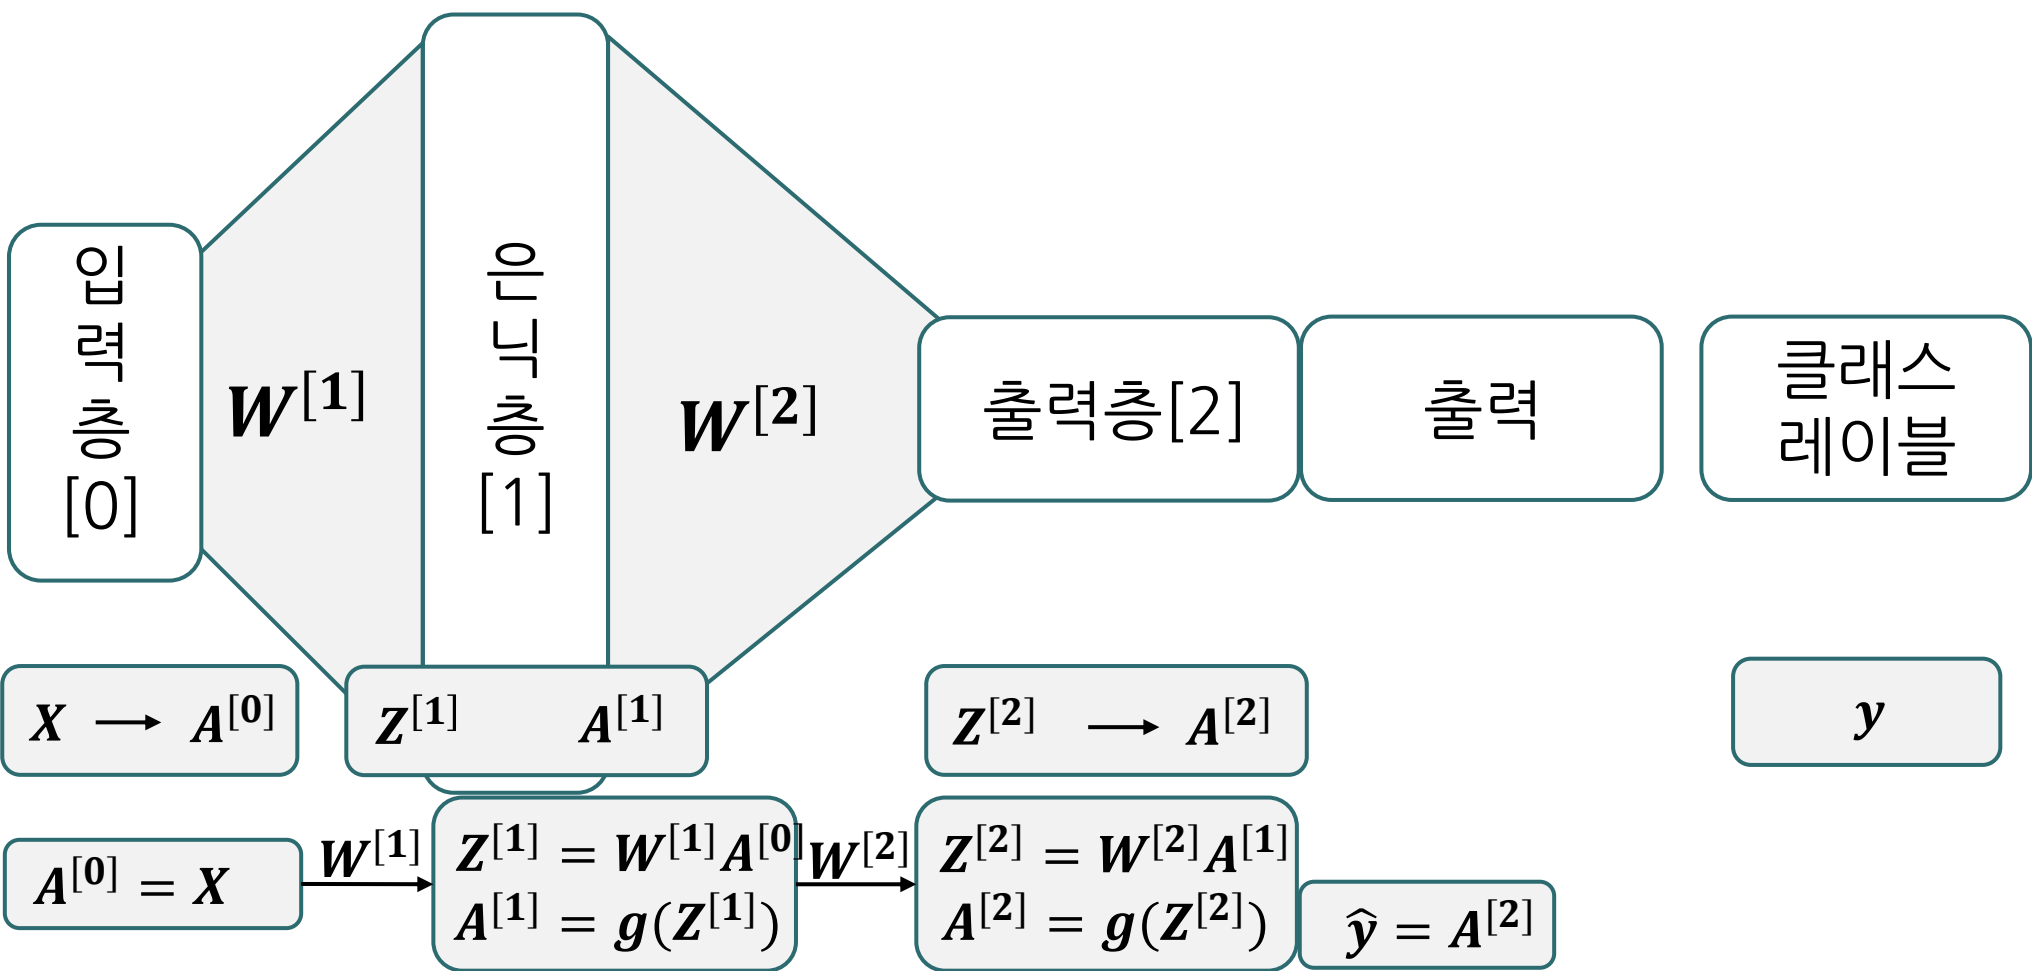 입
력
층
[0]
W^[1]
은
닉
층
[1]
W^[2]
출력층[2]
출력
클래스
레이블
X → A^[0]
Z^[1] A^[1]
Z^[2] → A^[2]
y
A^[0] = X
W^[1]
Z^[1] = W^[1]A^[0]
A^[1] = g(Z^[1])
W^[2]
Z^[2] = W^[2]A^[1]
A^[2] = g(Z^[2])
ŷ = A^[2]